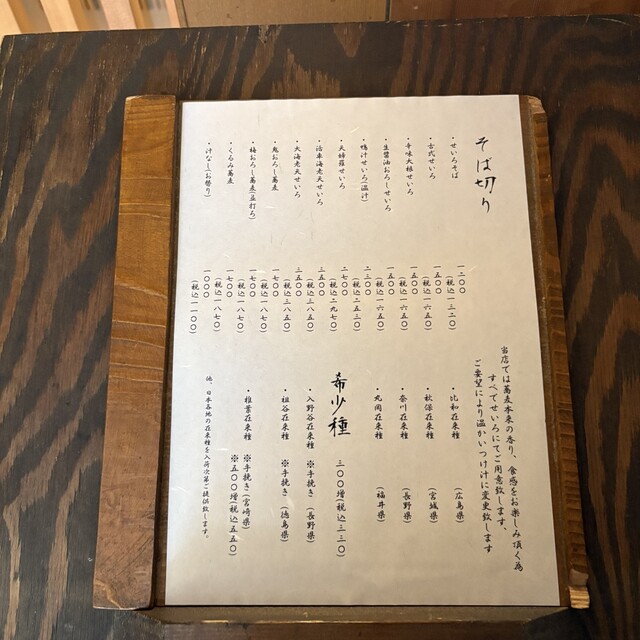 そば切り
・せいろそば
一二〇〇
(税込一三二〇)
・古式せいろ
一五〇〇
(税込一六五〇)
・辛味大根せいろ
一五〇〇
(税込一六五〇)
・生醤油おろしせいろ
一五〇〇
(税込一六五〇)
・鴨汁せいろ(温汁)
二三〇〇
(税込二五三〇)
・天婦羅せいろ
二七〇〇
(税込二九七〇)
・活車海老天せいろ
三五〇〇
(税込三八五〇)
・大海老天せいろ
三五〇〇
(税込三八五〇)
・鬼おろし蕎麦
一七〇〇
(税込一八七〇)
・梅おろし蕎麦(並打ろ)
一七〇〇
(税込一八七〇)
・くるみ蕎麦
一七〇〇
(税込一八七〇)
・汁なし(お替り)
一〇〇〇
(税込一一〇〇)
当店では蕎麦本来の香り、食感をお楽しみ頂く為
すべてせいろにてご用意致します。
ご要望により温かいつけ汁に変更致します
・比和在来種 (広島県)
・秋保在来種 (宮城県)
・奈川在来種 (長野県)
・丸岡在来種 (福井県)
希少種 三〇〇増(税込三三〇)
・入野谷在来種 ※手挽き (長野県)
・祖谷在来種 ※手挽き (徳島県)
・椎葉在来種 ※手挽き(宮崎県)
※五〇〇増(税込五五〇)
他、日本各地の在来種を入荷次第ご提供致します。